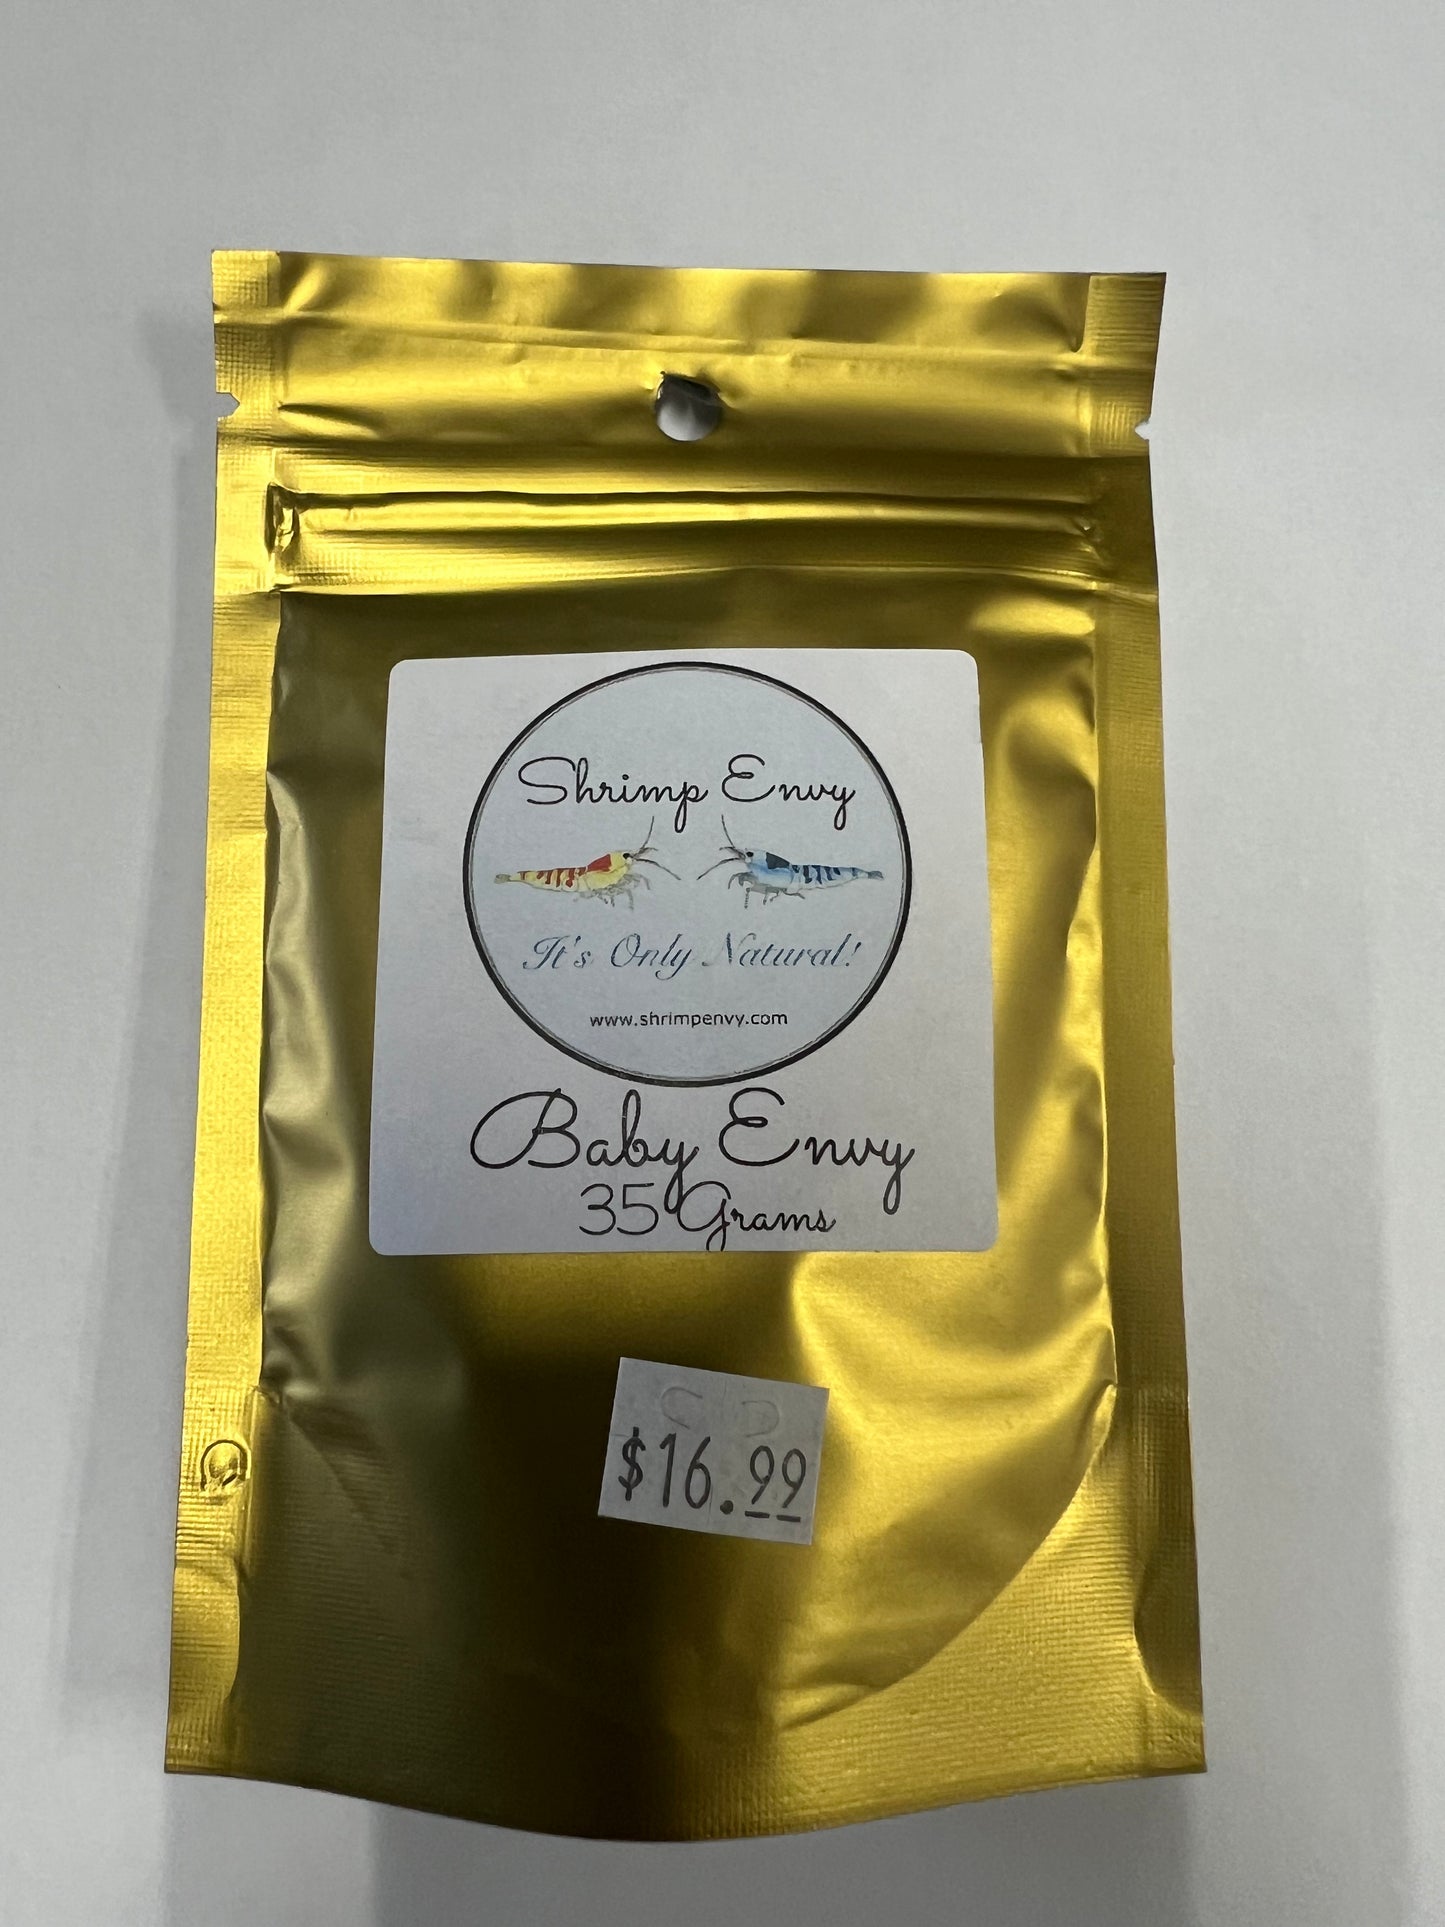 Shrimp Envy
It's Only Natural!
www.shrimpenvy.com
Baby Envy
35 Grams
$16.99